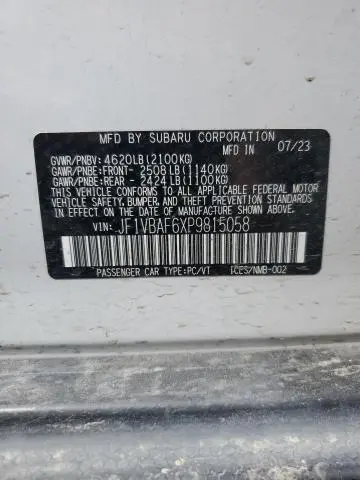 MFD BY SUBARU CORPORATION 07/23
GVWR/PNBV: 4620LB(2100KG)
GAWR/PNBE:FRONT- 2508LB(1140KG)
GAWR/PNBE:REAR - 2424LB(1100KG)
THIS VEHICLE CONFORMS TO ALL APPLICABLE FEDERAL MOTOR
VEHICLE SAFETY, BUMPER, AND THEFT PREVENTION STANDARDS
IN EFFECT ON THE DATE OF MANUFACTURE SHOWN ABOVE.
VIN: JF1VBAF6XP9815058
PASSENGER CAR TYPE:PC/VT ICES/NMB-002